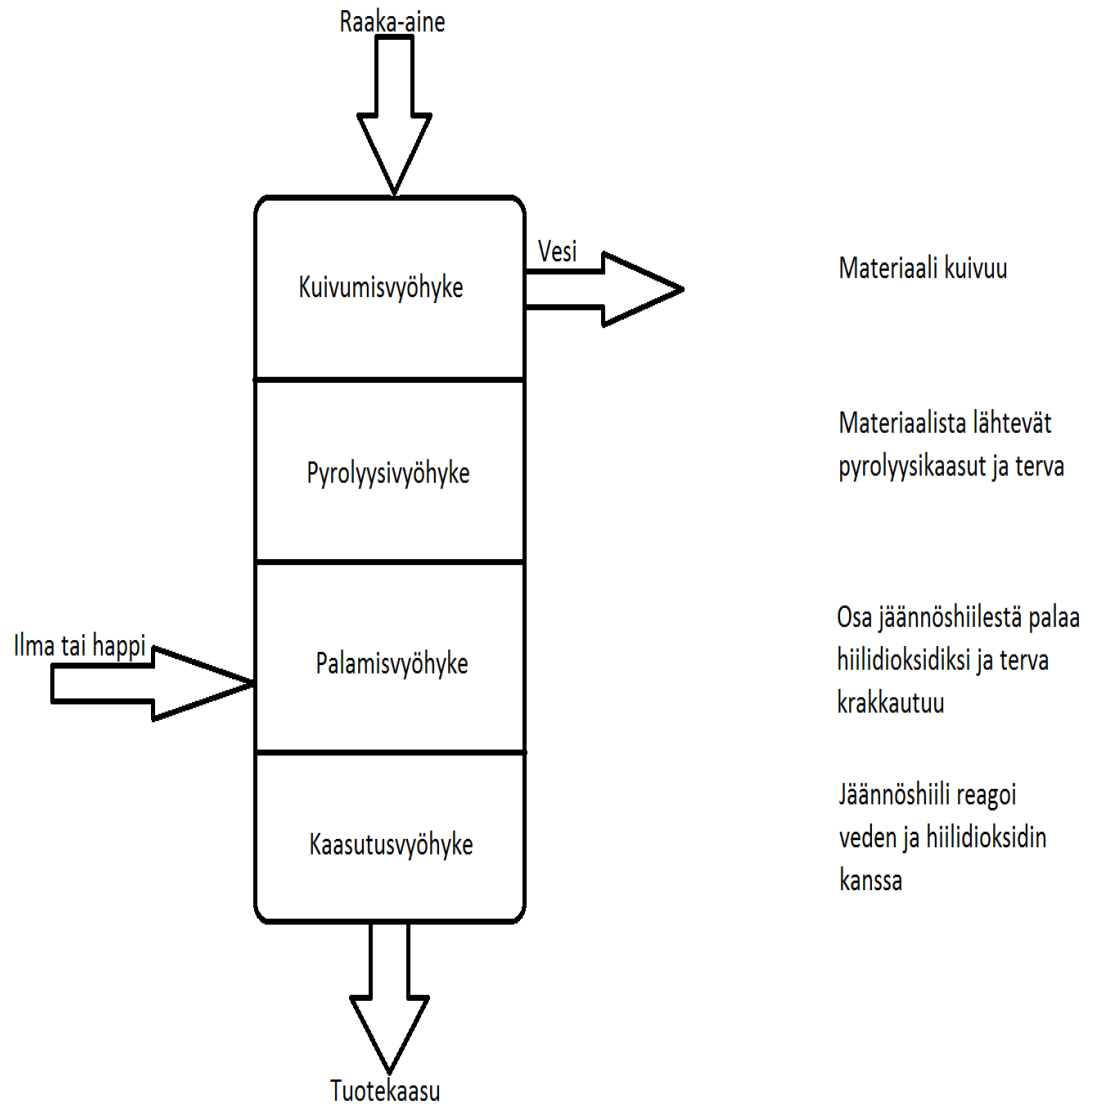 Raaka-aine
Vesi
Kuivumisvyöhyke
Materiaali kuivuu
Pyrolyysivyöhyke
Materiaalista lähtevät
pyrolyysikaasut ja terva
Ilma tai happi
Palamisvyöhyke
Osa jäännöshiilestä palaa
hiilidioksidiksi ja terva
krakkautuu
Kaasutusvyöhyke
Jäännöshiili reagoi
veden ja hiilidioksidin
kanssa
Tuotekaasu